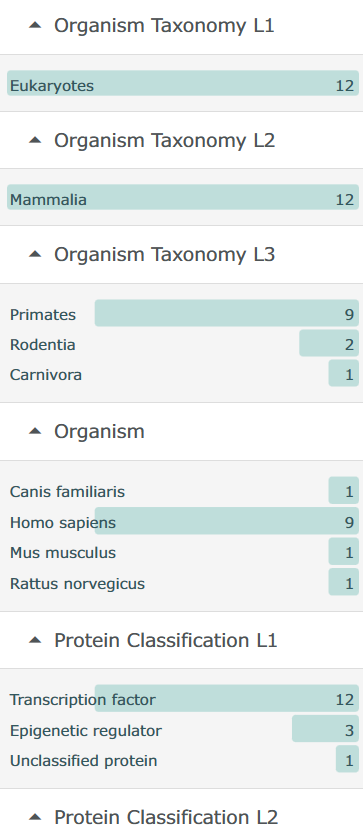 Organism Taxonomy L1
Eukaryotes 12
Organism Taxonomy L2
Mammalia 12
Organism Taxonomy L3
Primates 9
Rodentia 2
Carnivora 1
Organism
Canis familiaris 1
Homo sapiens 9
Mus musculus 1
Rattus norvegicus 1
Protein Classification L1
Transcription factor 12
Epigenetic regulator 3
Unclassified protein 1
Protein Classification L2